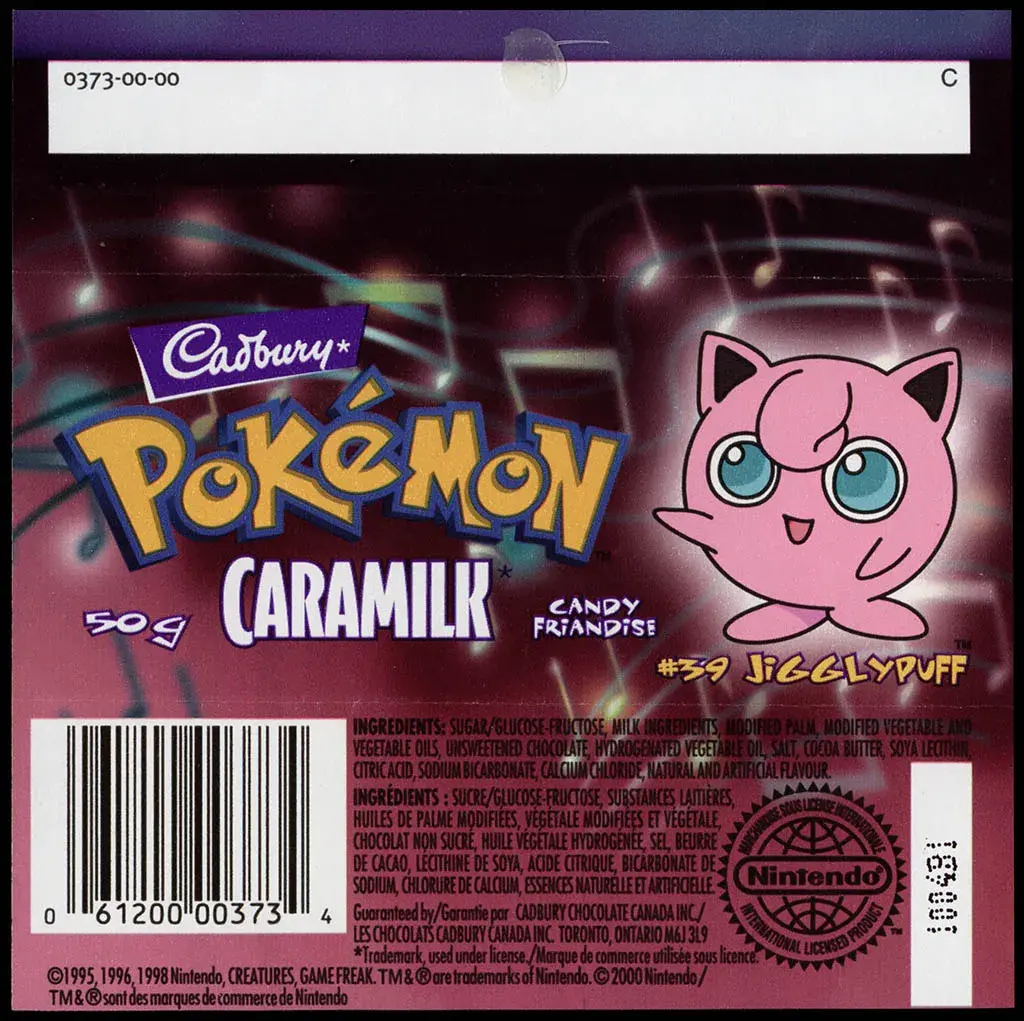 0373-00-00
C
Cadbury*
POKéMON™
CARAMILK*
50 g
CANDY
FRIANDISE
#39 JIGGLYPUFF™
INGREDIENTS: SUGAR/GLUCOSE-FRUCTOSE, MILK INGREDIENTS, MODIFIED PALM, MODIFIED VEGETABLE AND
VEGETABLE OILS, UNSWEETENED CHOCOLATE, HYDROGENATED VEGETABLE OIL, SALT, COCOA BUTTER, SOYA LECITHIN,
CITRIC ACID, SODIUM BICARBONATE, CALCIUM CHLORIDE, NATURAL AND ARTIFICIAL FLAVOUR.
INGRÉDIENTS : SUCRE/GLUCOSE-FRUCTOSE, SUBSTANCES LAITIÈRES,
HUILES DE PALME MODIFIÉES, VÉGÉTALE MODIFIÉES ET VÉGÉTALE,
CHOCOLAT NON SUCRÉ, HUILE VÉGÉTALE HYDROGÉNÉE, SEL, BEURRE
DE CACAO, LÉCITHINE DE SOYA, ACIDE CITRIQUE, BICARBONATE DE
SODIUM, CHLORURE DE CALCIUM, ESSENCES NATURELLE ET ARTIFICIELLE.
Guaranteed by/Garantie par CADBURY CHOCOLATE CANADA INC./
LES CHOCOLATS CADBURY CANADA INC. TORONTO, ONTARIO M6J 3L9
*Trademark, used under license./Marque de commerce utilisée sous licence.
MARCHANDISE SOUS LICENSE INTERNATIONALE
Nintendo®
INTERNATIONAL LICENSED PRODUCT
™
100481
0 61200 00373 4
©1995, 1996, 1998 Nintendo, CREATURES, GAME FREAK. TM & ® are trademarks of Nintendo. © 2000 Nintendo/
TM & ® sont des marques de commerce de Nintendo